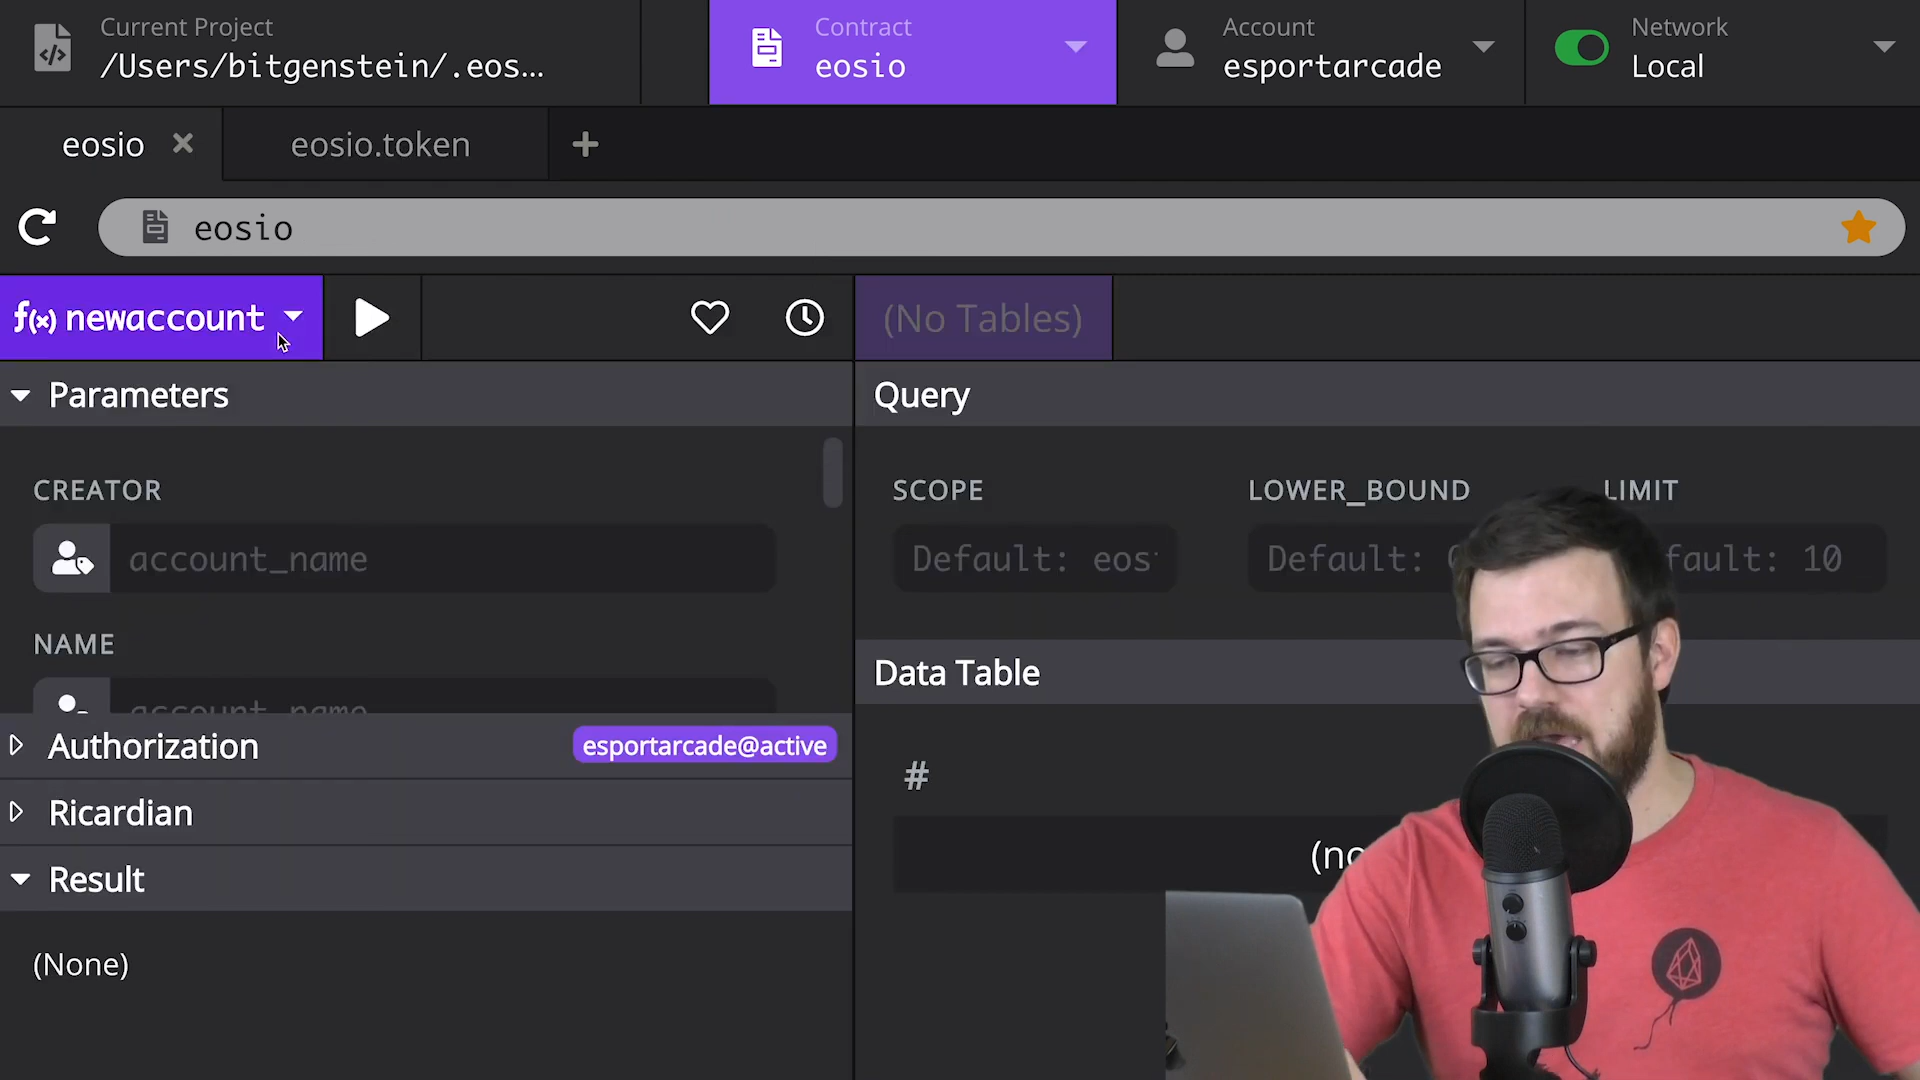 Current Project
/Users/bitgenstein/.eos...
Contract
eosio
Account
esportarcade
Network
Local
eosio
eosio.token
eosio
f(x) newaccount
(No Tables)
Parameters
Query
CREATOR
SCOPE
LOWER_BOUND
LIMIT
account_name
Default: eos
Default:
fault: 10
NAME
account_name
Data Table
Authorization
esportarcade@active
#
Ricardian
(no
Result
(None)